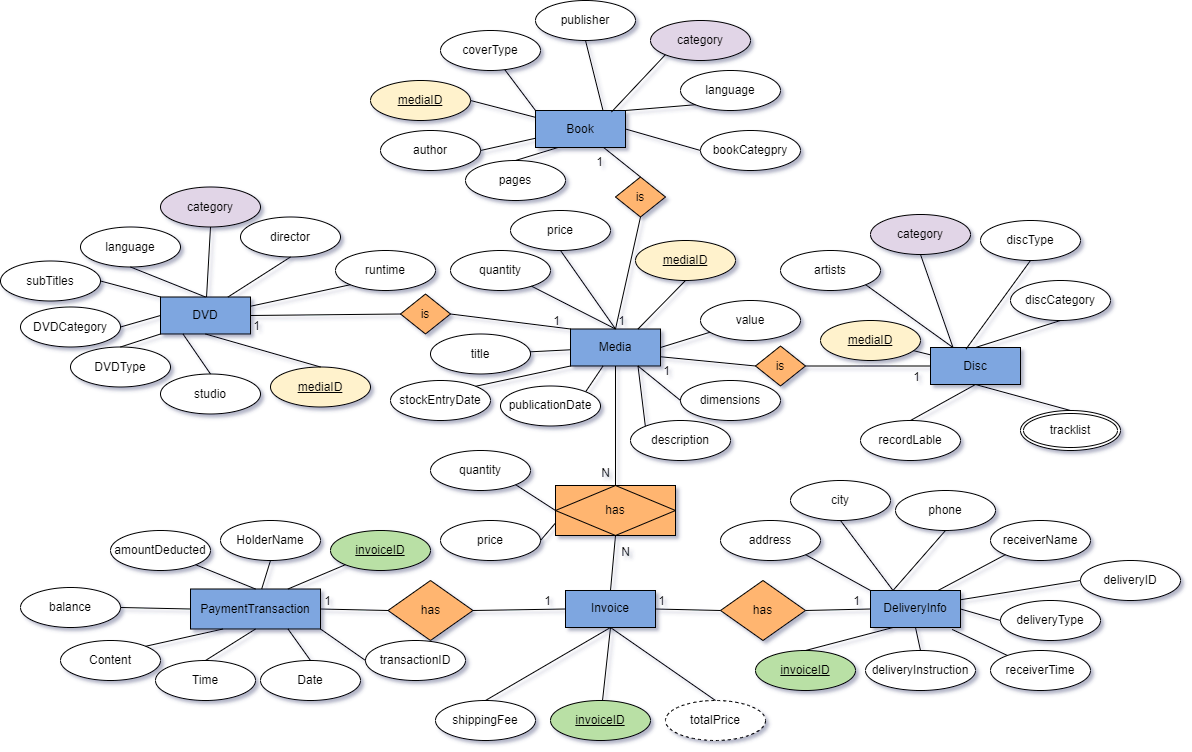 publisher
category
coverType
language
mediaID
Book
author
bookCategpry
pages
1
is
category
director
language
price
mediaID
category
discType
runtime
quantity
artists
subTitles
discCategory
DVD
is
1
1
1
value
DVDCategory
mediaID
Media
title
DVDType
is
Disc
1
1
mediaID
studio
stockEntryDate
publicationDate
dimensions
description
recordLable
tracklist
quantity
N
has
city
phone
price
N
address
receiverName
amountDeducted
HolderName
invoiceID
deliveryID
balance
PaymentTransaction
1
has
1
Invoice
1
has
1
DeliveryInfo
deliveryType
Content
transactionID
Time
Date
invoiceID
deliveryInstruction
receiverTime
shippingFee
invoiceID
totalPrice